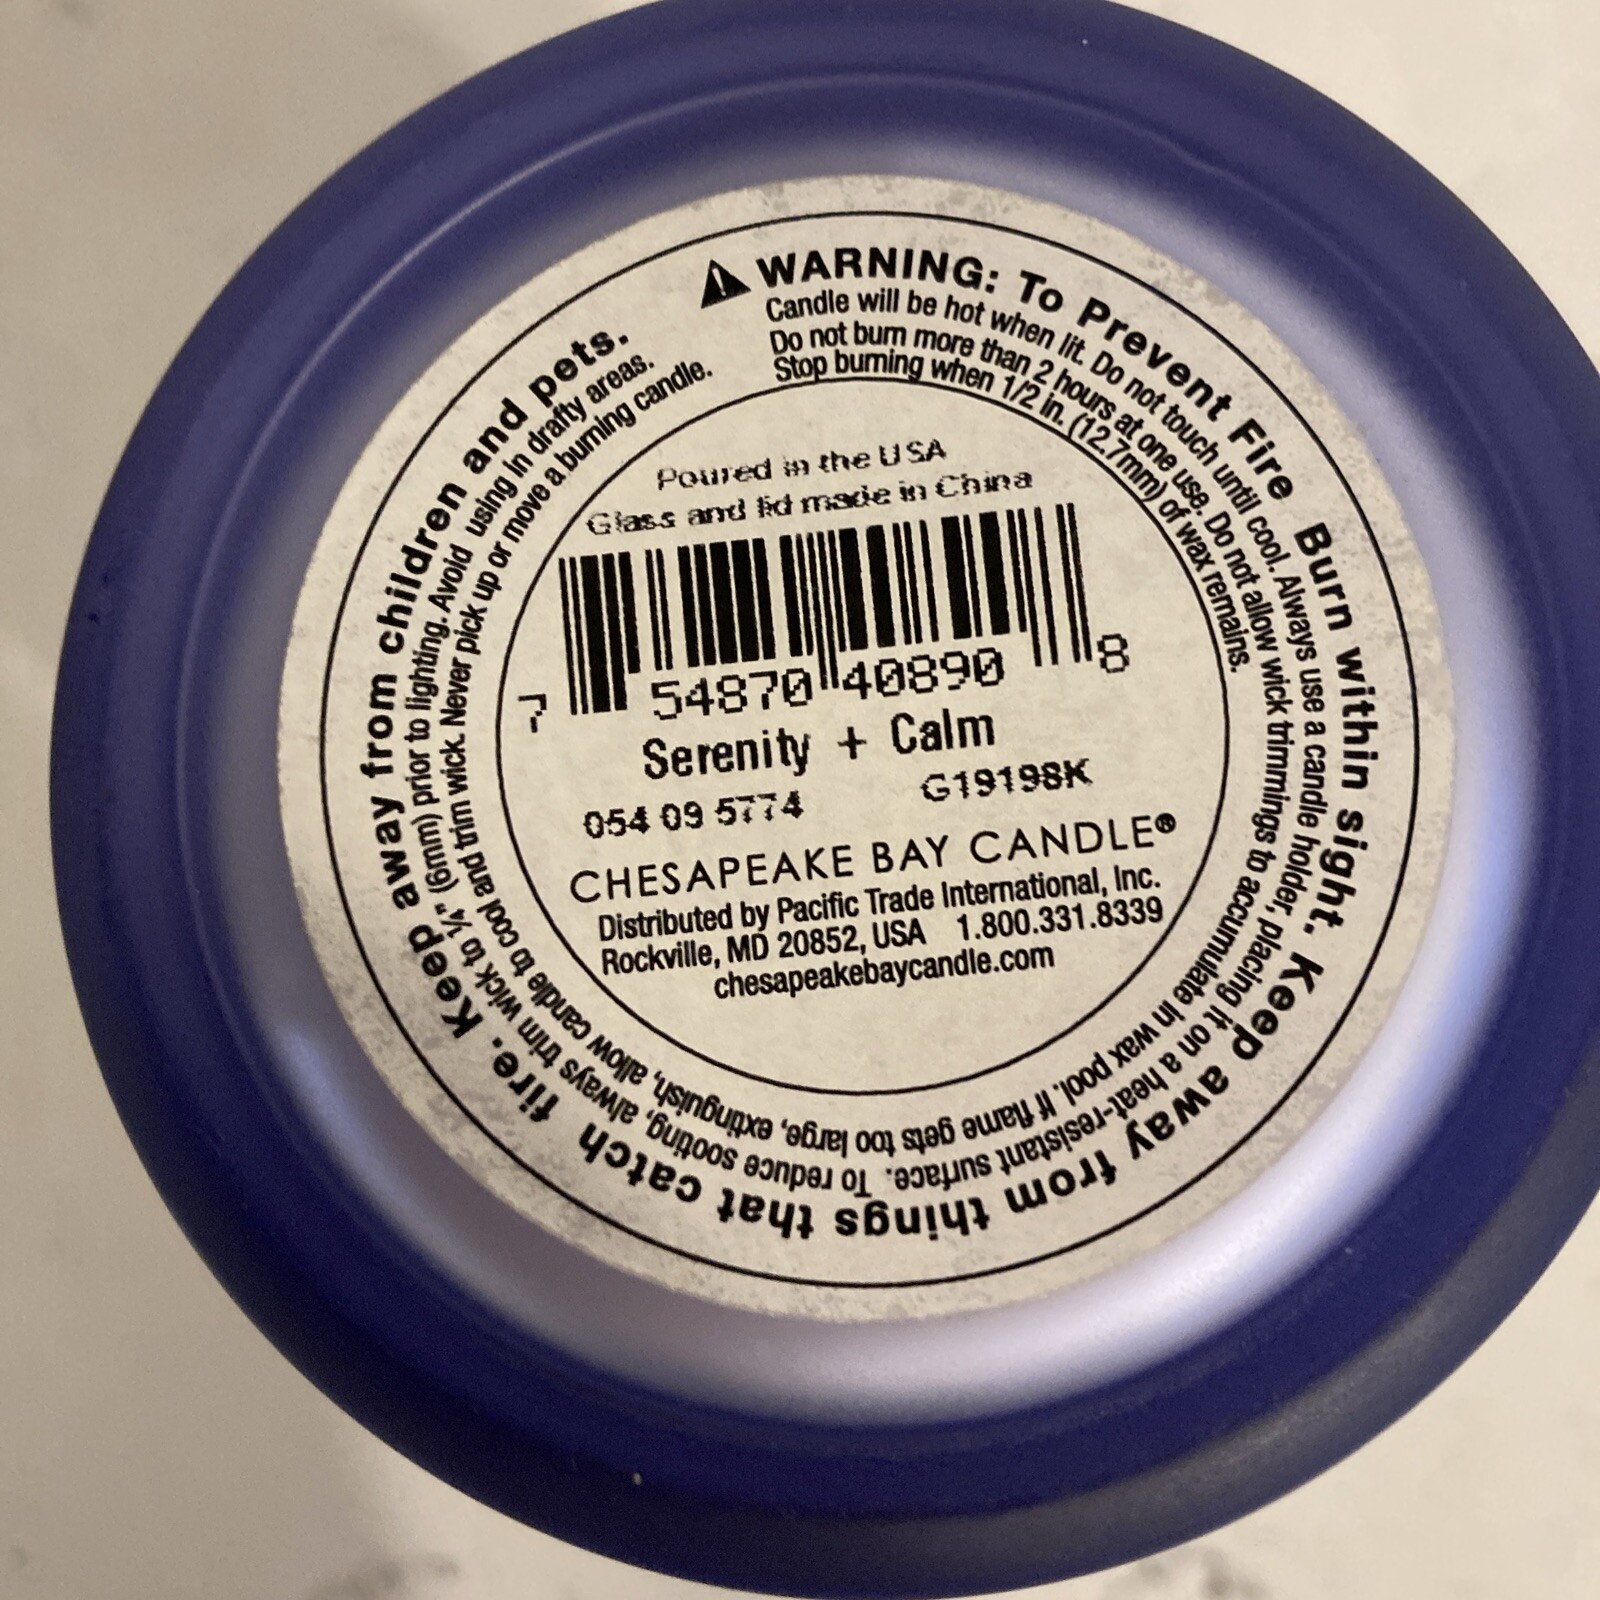 ⚠ WARNING: To Prevent Fire Burn within sight. Keep away from things that catch fire. Keep away from children and pets.
Candle will be hot when lit. Do not touch until cool. Always use a candle holder, placing it on a heat-resistant surface. To reduce sooting, always trim wick to ¼" (6mm) prior to lighting. Avoid using in drafty areas.
Do not burn more than 2 hours at one use. Do not allow wick trimmings to accumulate in wax pool. If flame gets too large, extinguish, allow candle to cool and trim wick. Never pick up or move a burning candle.
Stop burning when 1/2 in. (12.7mm) of wax remains.
Poured in the USA
Glass and lid made in China
7 54870 40890 8
Serenity + Calm
054 09 5774 G19198K
CHESAPEAKE BAY CANDLE®
Distributed by Pacific Trade International, Inc.
Rockville, MD 20852, USA 1.800.331.8339
chesapeakebaycandle.com